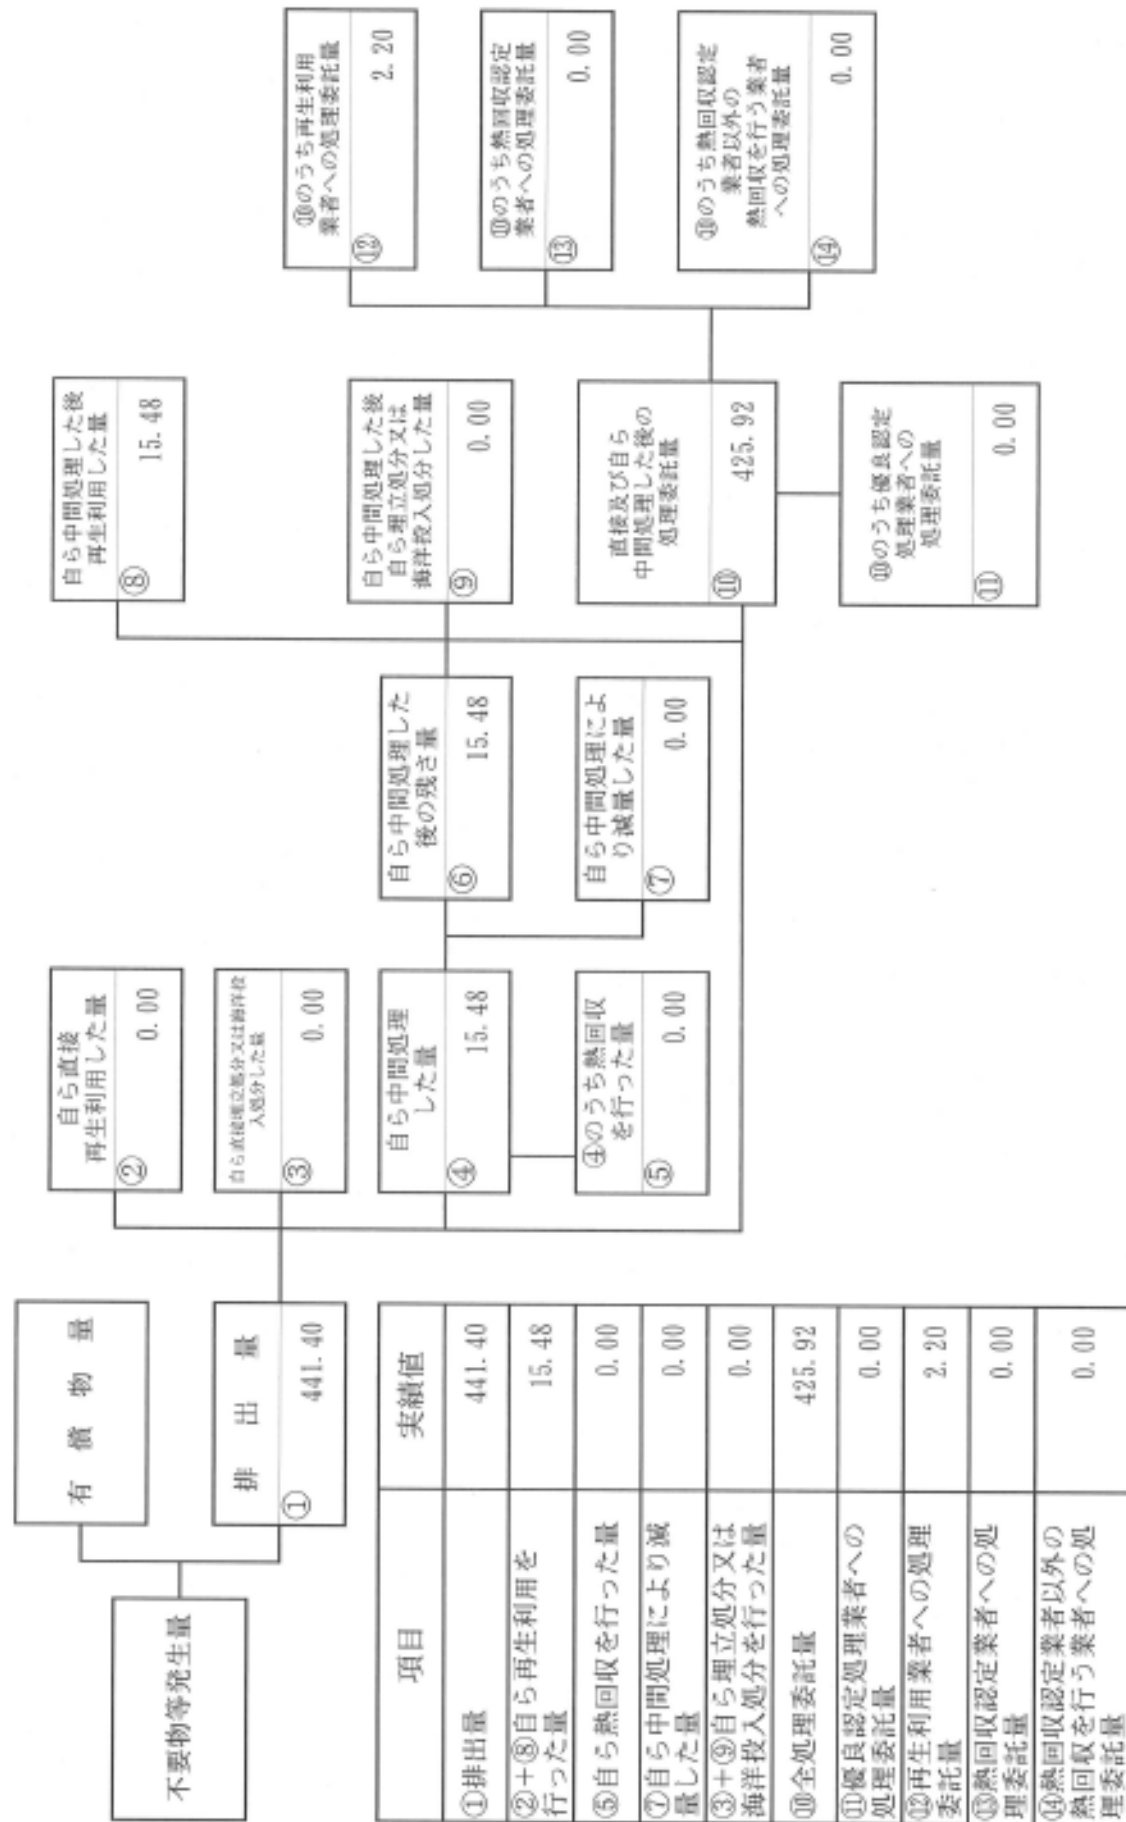 不要物等発生量
有償物量
排出量
①
441.40
自ら直接
再生利用した量
②
0.00
自ら直接埋立処分又は海洋投
入処分した量
③
0.00
自ら中間処理
した量
④
15.48
④のうち熱回収
を行った量
⑤
0.00
自ら中間処理した
後の残さ量
⑥
15.48
自ら中間処理によ
り減量した量
⑦
0.00
自ら中間処理した後
再生利用した量
⑧
15.48
自ら中間処理した後
自ら埋立処分又は
海洋投入処分した量
⑨
0.00
直接及び自ら
中間処理した後の
処理委託量
⑩
425.92
⑩のうち優良認定
処理業者への
処理委託量
⑪
0.00
⑩のうち再生利用
業者への処理委託量
⑫
2.20
⑩のうち熱回収認定
業者への処理委託量
⑬
0.00
⑩のうち熱回収認定
業者以外の
熱回収を行う業者
への処理委託量
⑭
0.00
項目 実績値
①排出量 441.40
②+⑧自ら再生利用を
行った量 15.48
⑤自ら熱回収を行った量 0.00
⑦自ら中間処理により減
量した量 0.00
③+⑨自ら埋立処分又は
海洋投入処分を行った量 0.00
⑩全処理委託量 425.92
⑪優良認定処理業者への
処理委託量 0.00
⑫再生利用業者への処理
委託量 2.20
⑬熱回収認定業者への処
理委託量 0.00
⑭熱回収認定業者以外の
熱回収を行う業者への処
理委託量 0.00